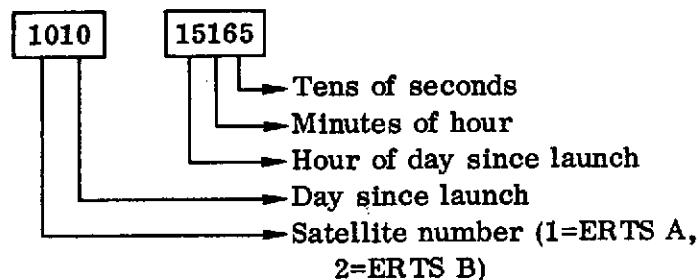 1010 15165
Tens of seconds
Minutes of hour
Hour of day since launch
Day since launch
Satellite number (1=ERTS A,
2=ERTS B)